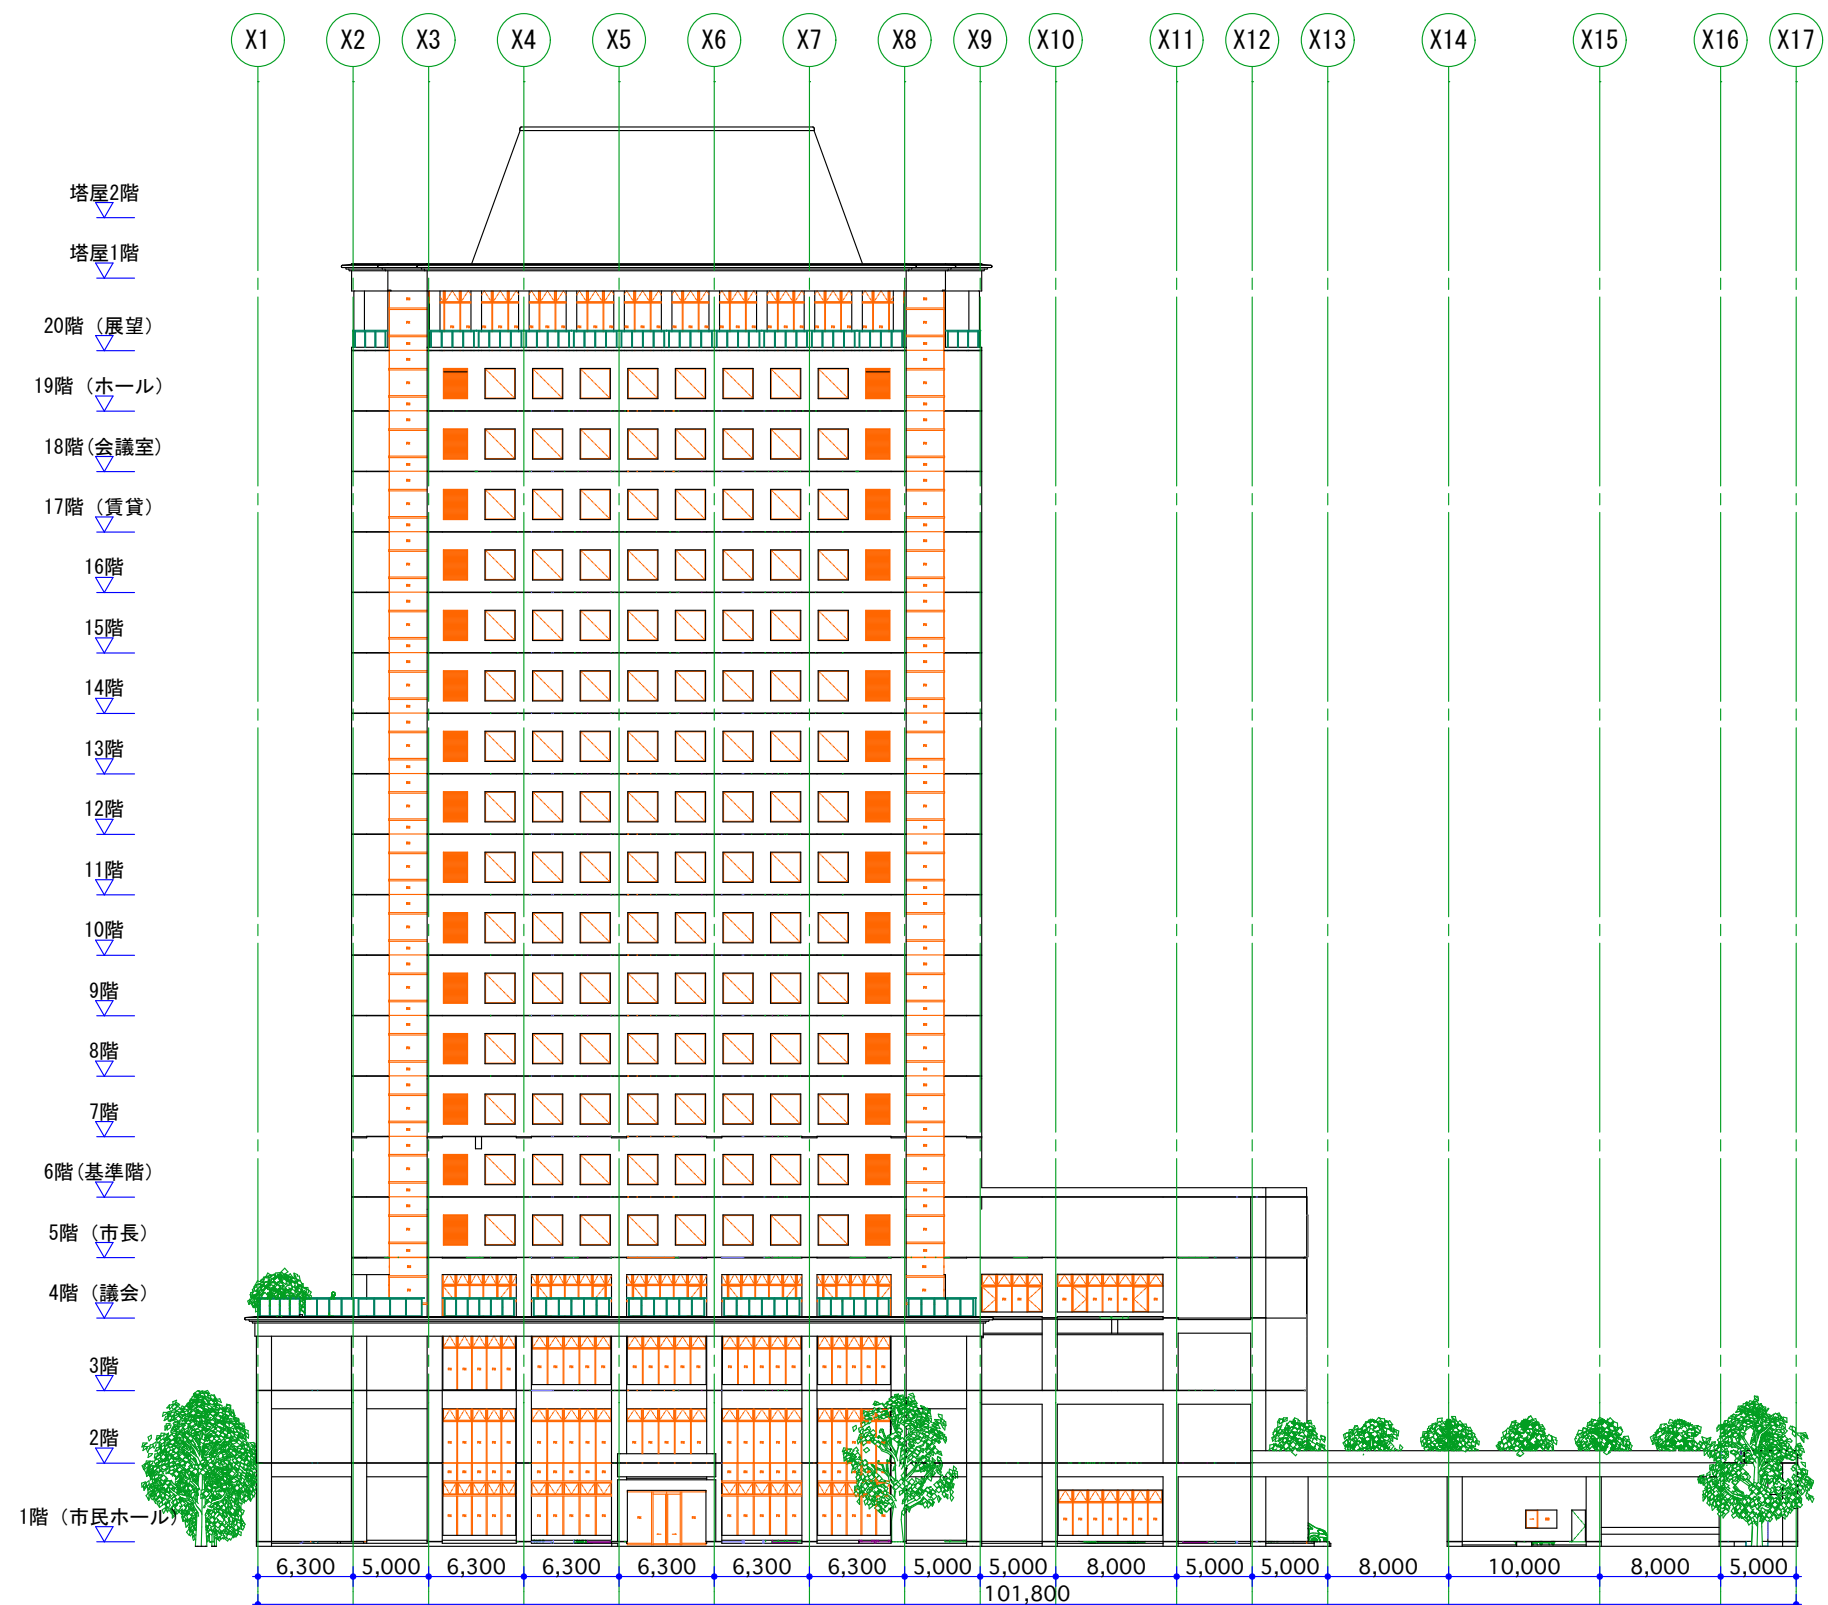 X1 X2 X3 X4 X5 X6 X7 X8 X9 X10 X11 X12 X13 X14 X15 X16 X17
塔屋2階
塔屋1階
20階（展望）
19階（ホール）
18階(会議室)
17階（賃貸）
16階
15階
14階
13階
12階
11階
10階
9階
8階
7階
6階(基準階)
5階（市長）
4階（議会）
3階
2階
1階（市民ホール）
6,300 5,000 6,300 6,300 6,300 6,300 6,300 5,000 5,000 8,000 5,000 5,000 8,000 10,000 8,000 5,000
101,800